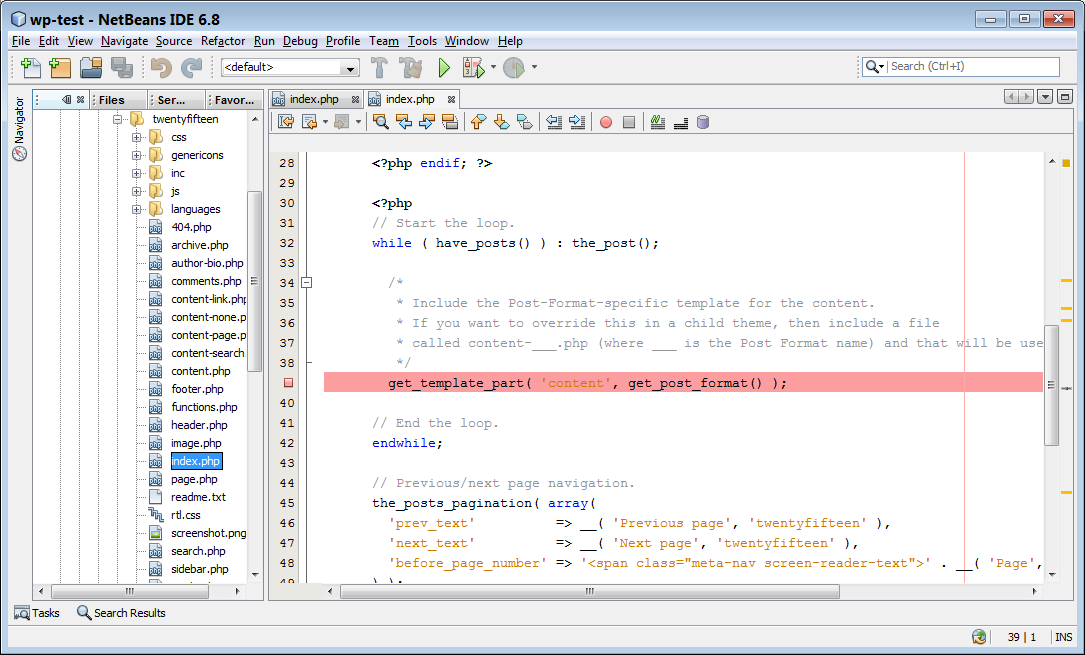 wp-test - NetBeans IDE 6.8
File Edit View Navigate Source Refactor Run Debug Profile Team Tools Window Help
<default>
Search (Ctrl+I)
Navigator
Files
Ser...
Favor...
index.php
index.php
twentyfifteen
css
genericons
inc
js
languages
404.php
archive.php
author-bio.php
comments.php
content-link.php
content-none.p
content-page.p
content-search.
content.php
footer.php
functions.php
header.php
image.php
index.php
page.php
readme.txt
rtl.css
screenshot.png
search.php
sidebar.php
28 <?php endif; ?>
29
30 <?php
31 // Start the loop.
32 while ( have_posts() ) : the_post();
33
34 /*
35 * Include the Post-Format-specific template for the content.
36 * If you want to override this in a child theme, then include a file
37 * called content-___.php (where ___ is the Post Format name) and that will be use
38 */
get_template_part( 'content', get_post_format() );
40
41 // End the loop.
42 endwhile;
43
44 // Previous/next page navigation.
45 the_posts_pagination( array(
46 'prev_text' => __( 'Previous page', 'twentyfifteen' ),
47 'next_text' => __( 'Next page', 'twentyfifteen' ),
48 'before_page_number' => '<span class="meta-nav screen-reader-text">' . __( 'Page',
49 ) );
Tasks
Search Results
39 | 1 INS